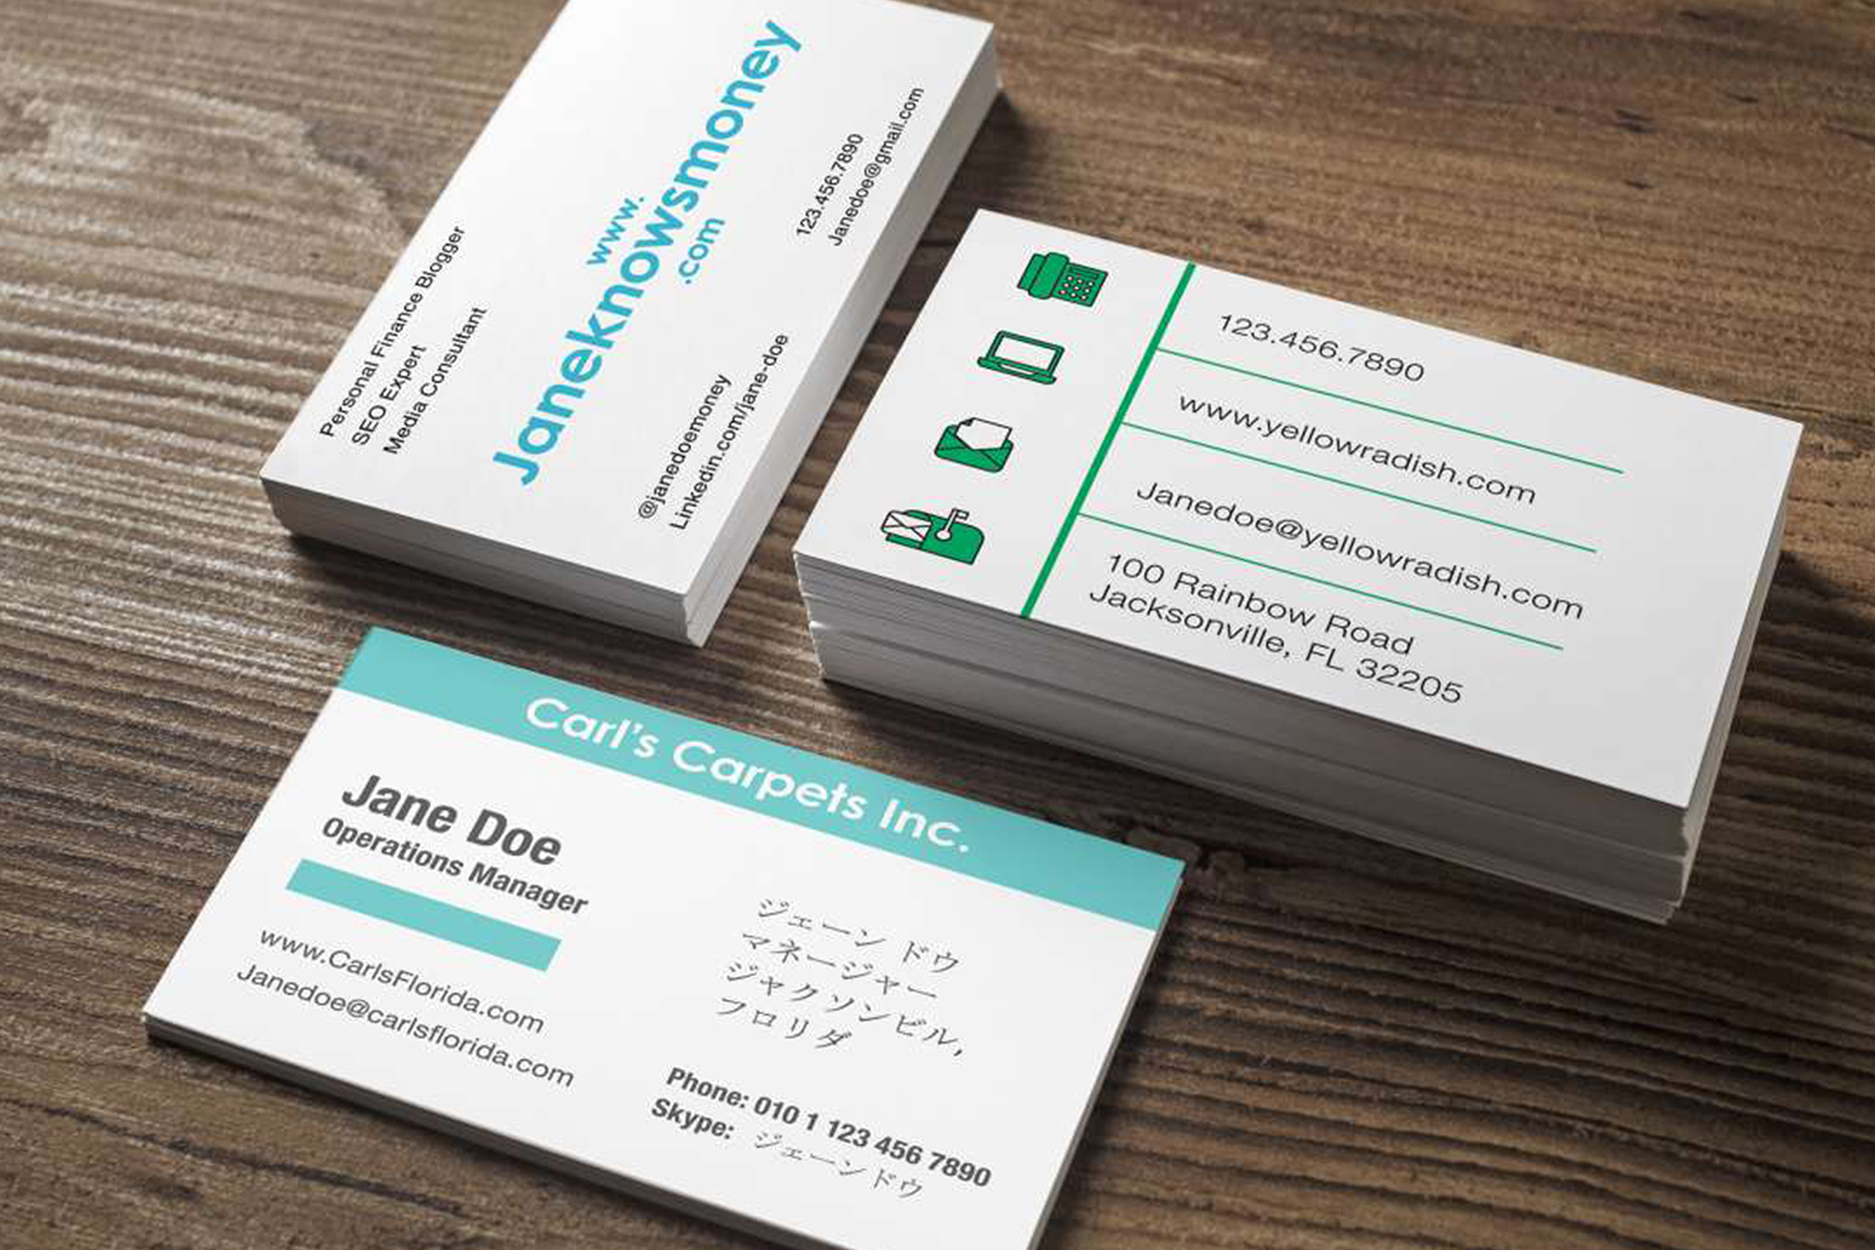 Personal Finance Blogger
SEO Expert
Media Consultant
www.
Janeknowsmoney
.com
@janedoemoney
Linkedin.com/jane-doe
123.456.7890
Janedoe@gmail.com
123.456.7890
www.yellowradish.com
Janedoe@yellowradish.com
100 Rainbow Road
Jacksonville, FL 32205
Carl's Carpets Inc.
Jane Doe
Operations Manager
www.CarlsFlorida.com
Janedoe@carlsflorida.com
ジェーン ドウ
マネージャー
ジャクソンビル,
フロリダ
Phone: 010 1 123 456 7890
Skype: ジェーン ドウ